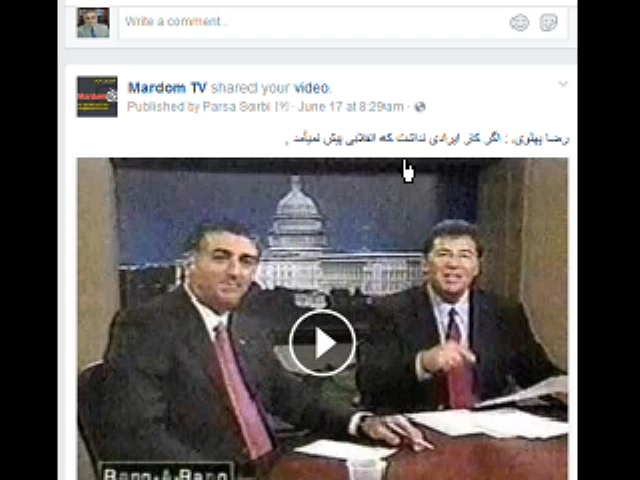 Write a comment...
Mardom TV shared your video.
Published by Parsa Sorbi [?] · June 17 at 8:29am ·
رضا پهلوی : اگر کار ایرادی نداشت که انقلابی پیش نمیآمد .